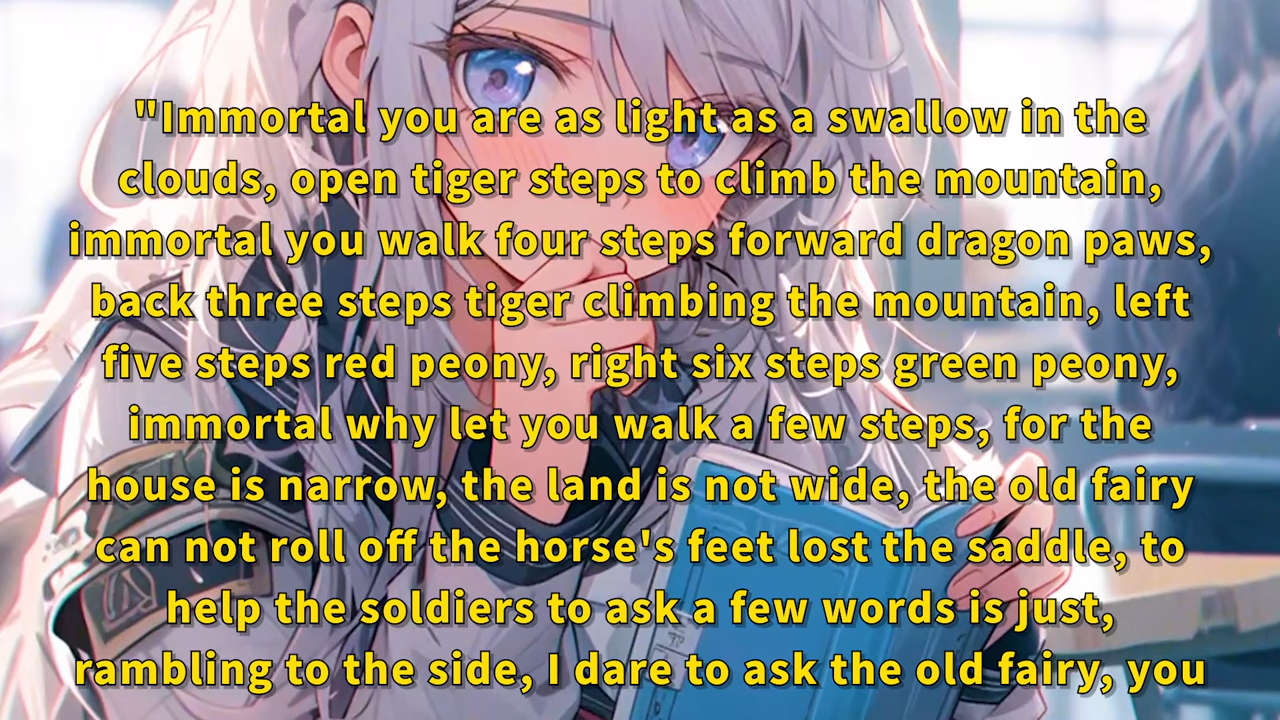 "Immortal you are as light as a swallow in the
clouds, open tiger steps to climb the mountain,
immortal you walk four steps forward dragon paws,
back three steps tiger climbing the mountain, left
five steps red peony, right six steps green peony,
immortal why let you walk a few steps, for the
house is narrow, the land is not wide, the old fairy
can not roll off the horse's feet lost the saddle, to
help the soldiers to ask a few words is just,
rambling to the side, I dare to ask the old fairy, you